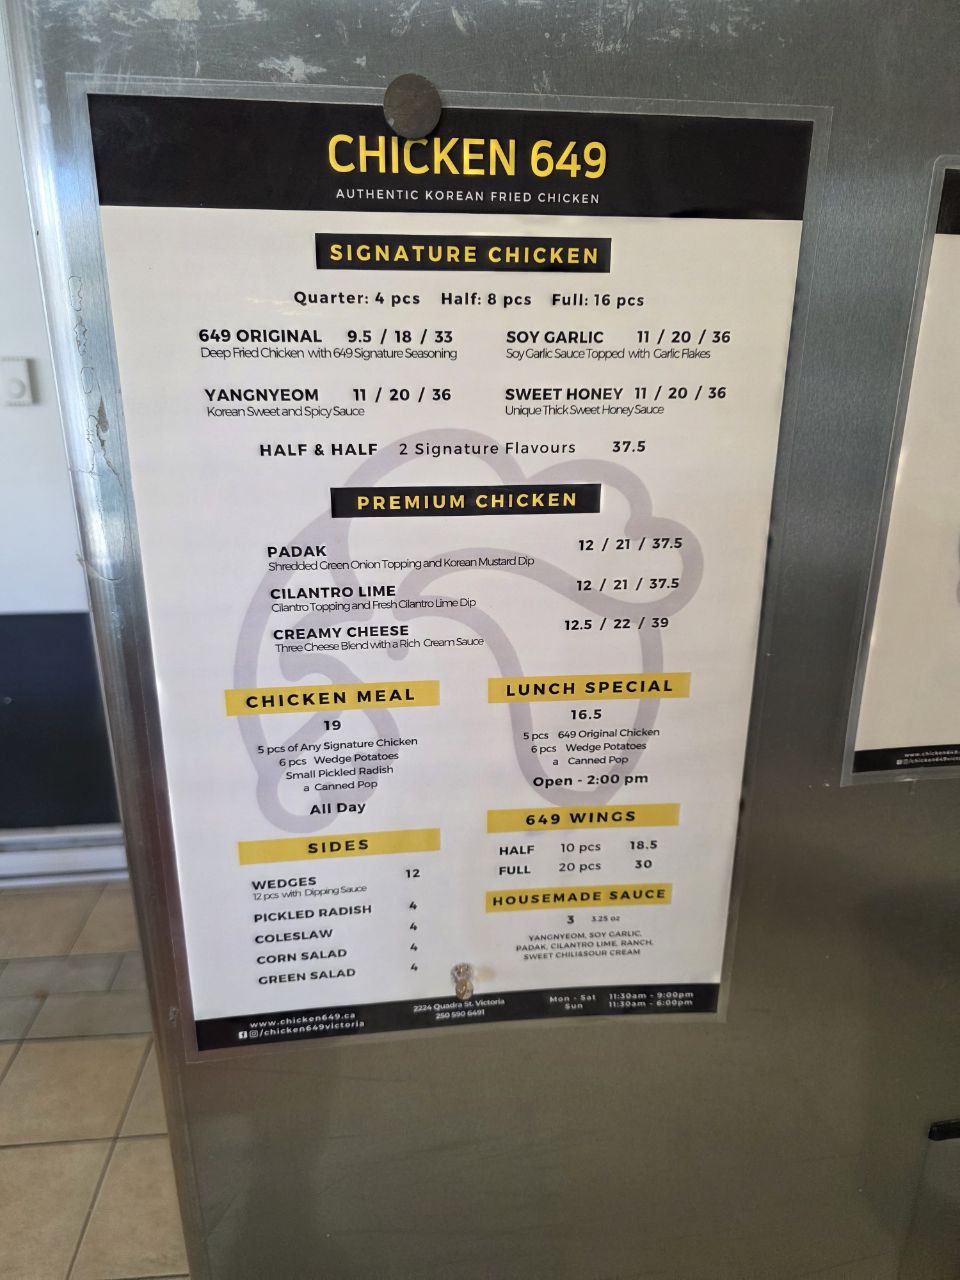 CHICKEN 649
AUTHENTIC KOREAN FRIED CHICKEN
SIGNATURE CHICKEN
Quarter: 4 pcs Half: 8 pcs Full: 16 pcs
649 ORIGINAL 9.5 / 18 / 33
Deep Fried Chicken with 649 Signature Seasoning
SOY GARLIC 11 / 20 / 36
Soy Garlic Sauce Topped with Garlic Flakes
YANGNYEOM 11 / 20 / 36
Korean Sweet and Spicy Sauce
SWEET HONEY 11 / 20 / 36
Unique Thick Sweet Honey Sauce
HALF & HALF 2 Signature Flavours 37.5
PREMIUM CHICKEN
PADAK 12 / 21 / 37.5
Shredded Green Onion Topping and Korean Mustard Dip
CILANTRO LIME 12 / 21 / 37.5
Cilantro Topping and Fresh Cilantro Lime Dip
CREAMY CHEESE 12.5 / 22 / 39
Three Cheese Blend with a Rich Cream Sauce
CHICKEN MEAL
19
5 pcs of Any Signature Chicken
6 pcs Wedge Potatoes
Small Pickled Radish
a Canned Pop
All Day
LUNCH SPECIAL
16.5
5 pcs 649 Original Chicken
6 pcs Wedge Potatoes
a Canned Pop
Open - 2:00 pm
SIDES
WEDGES 12
12 pcs with Dipping Sauce
PICKLED RADISH 4
COLESLAW 4
CORN SALAD 4
GREEN SALAD 4
649 WINGS
HALF 10 pcs 18.5
FULL 20 pcs 30
HOUSEMADE SAUCE
3 3.25 oz
YANGNYEOM, SOY GARLIC,
PADAK, CILANTRO LIME, RANCH,
SWEET CHILI&SOUR CREAM
www.chicken649.ca
/chicken649victoria
2224 Quadra St. Victoria
250 590 6491
Mon - Sat 11:30am - 9:00pm
Sun 11:30am - 6:00pm